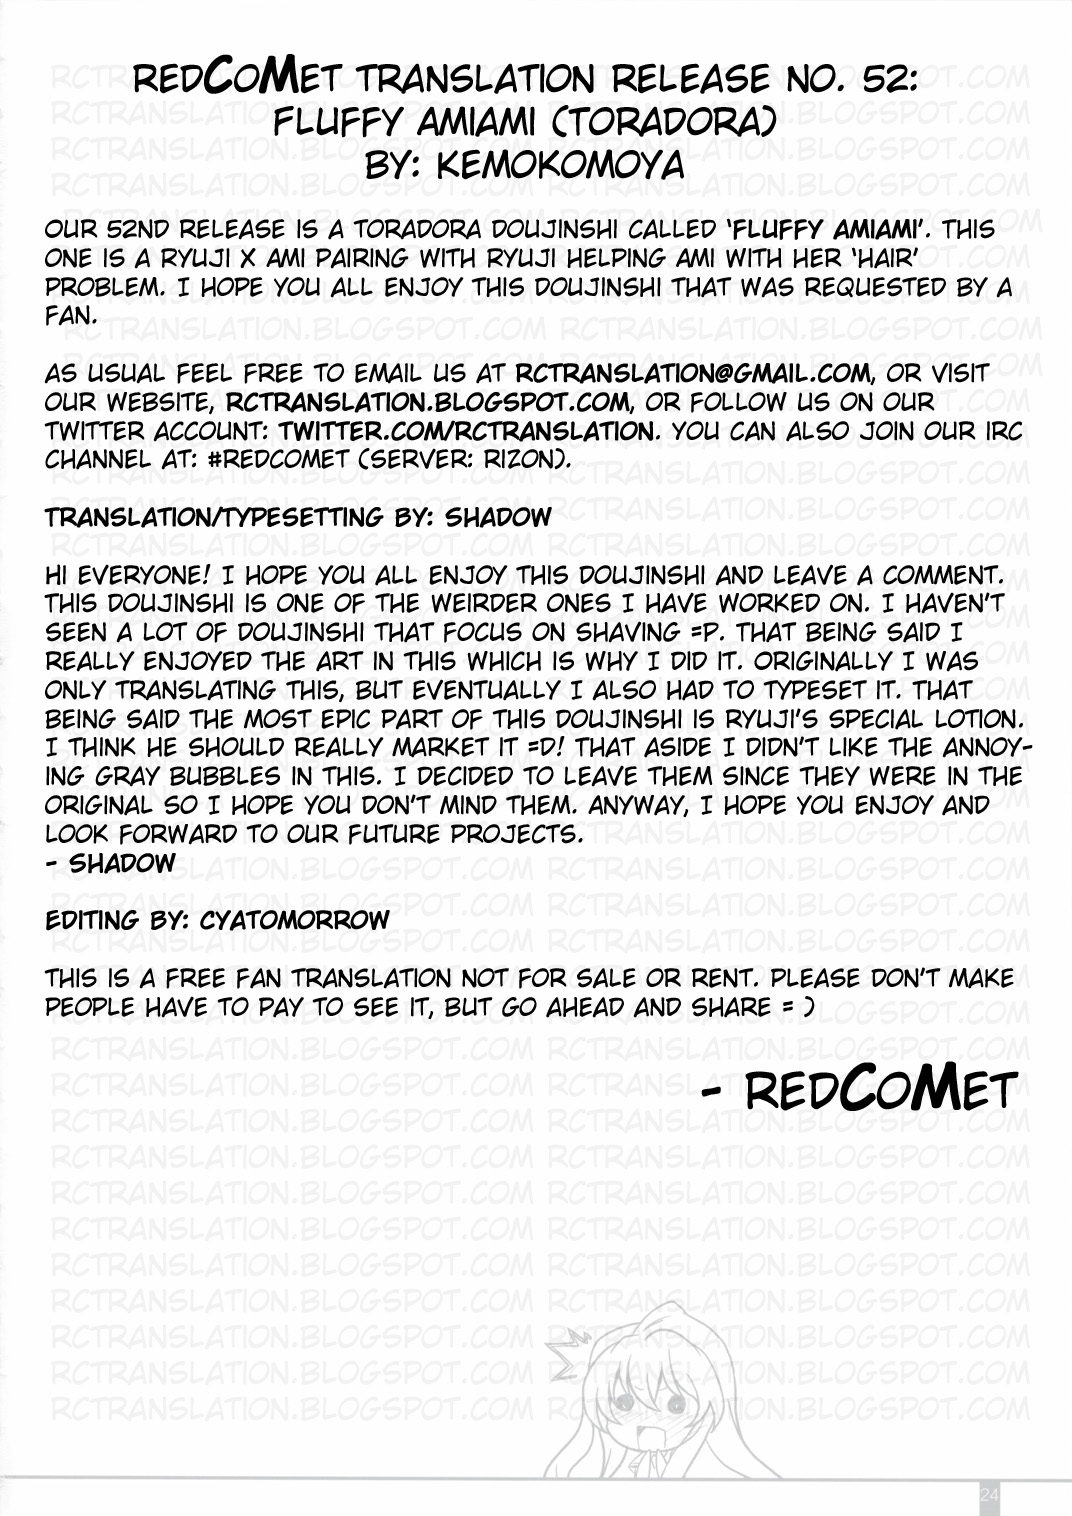 REDCOMET TRANSLATION RELEASE NO. 52:
FLUFFY AMIAMI (TORADORA)
BY: KEMOKOMOYA
OUR 52ND RELEASE IS A TORADORA DOUJINSHI CALLED 'FLUFFY AMIAMI'. THIS
ONE IS A RYUJI X AMI PAIRING WITH RYUJI HELPING AMI WITH HER 'HAIR'
PROBLEM. I HOPE YOU ALL ENJOY THIS DOUJINSHI THAT WAS REQUESTED BY A
FAN.
AS USUAL FEEL FREE TO EMAIL US AT RCTRANSLATION@GMAIL.COM, OR VISIT
OUR WEBSITE, RCTRANSLATION.BLOGSPOT.COM, OR FOLLOW US ON OUR
TWITTER ACCOUNT: TWITTER.COM/RCTRANSLATION. YOU CAN ALSO JOIN OUR IRC
CHANNEL AT: #REDCOMET (SERVER: RIZON).
TRANSLATION/TYPESETTING BY: SHADOW
HI EVERYONE! I HOPE YOU ALL ENJOY THIS DOUJINSHI AND LEAVE A COMMENT.
THIS DOUJINSHI IS ONE OF THE WEIRDER ONES I HAVE WORKED ON. I HAVEN'T
SEEN A LOT OF DOUJINSHI THAT FOCUS ON SHAVING =P. THAT BEING SAID I
REALLY ENJOYED THE ART IN THIS WHICH IS WHY I DID IT. ORIGINALLY I WAS
ONLY TRANSLATING THIS, BUT EVENTUALLY I ALSO HAD TO TYPESET IT. THAT
BEING SAID THE MOST EPIC PART OF THIS DOUJINSHI IS RYUJI'S SPECIAL LOTION.
I THINK HE SHOULD REALLY MARKET IT =D! THAT ASIDE I DIDN'T LIKE THE ANNOY-
ING GRAY BUBBLES IN THIS. I DECIDED TO LEAVE THEM SINCE THEY WERE IN THE
ORIGINAL SO I HOPE YOU DON'T MIND THEM. ANYWAY, I HOPE YOU ENJOY AND
LOOK FORWARD TO OUR FUTURE PROJECTS.
- SHADOW
EDITING BY: CYATOMORROW
THIS IS A FREE FAN TRANSLATION NOT FOR SALE OR RENT. PLEASE DON'T MAKE
PEOPLE HAVE TO PAY TO SEE IT, BUT GO AHEAD AND SHARE = )
- REDCOMET
RCTRANSLATION.BLOGSPOT.COM RCTRANSLATION.BLOGSPOT.COM
24